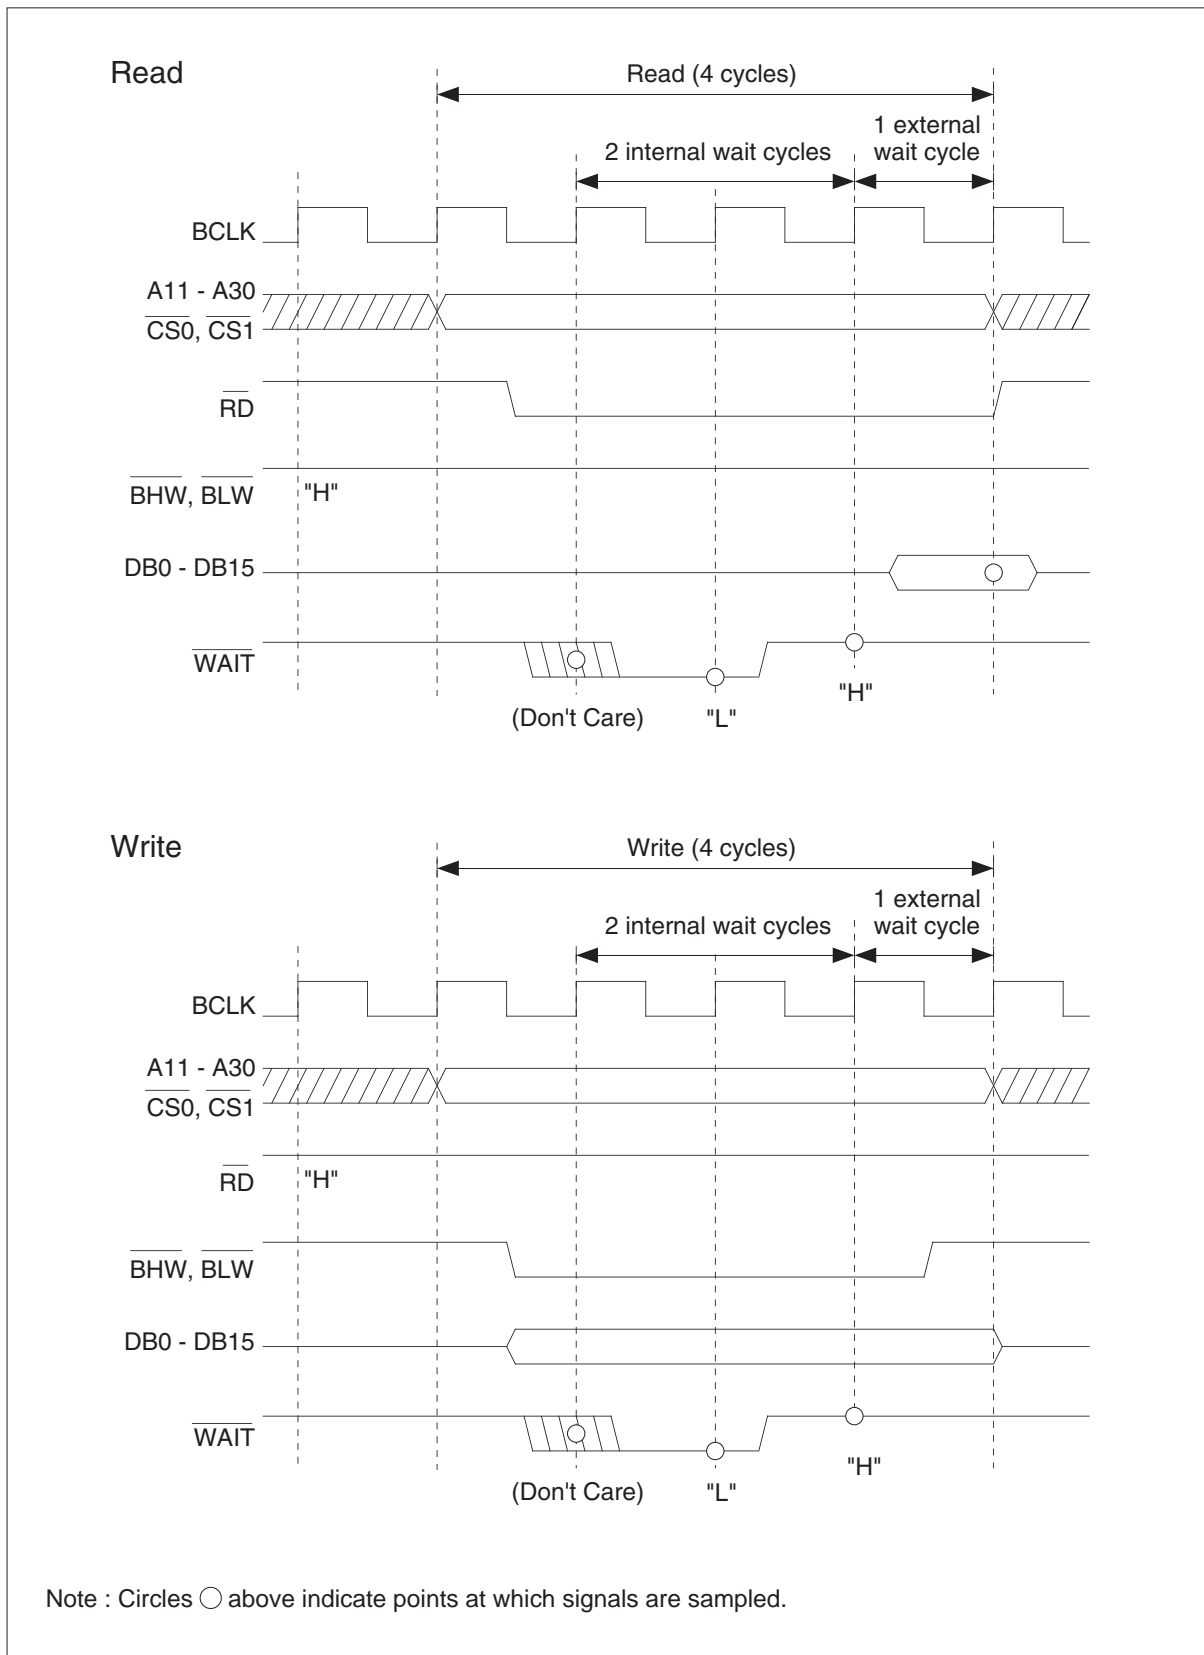 Read
Read (4 cycles)
1 external
wait cycle
2 internal wait cycles
BCLK
A11 - A30
CS0, CS1
RD
BHW, BLW
"H"
DB0 - DB15
WAIT
(Don't Care)
"L"
"H"
Write
Write (4 cycles)
1 external
wait cycle
2 internal wait cycles
BCLK
A11 - A30
CS0, CS1
RD
"H"
BHW, BLW
DB0 - DB15
WAIT
(Don't Care)
"L"
"H"
Note : Circles ○ above indicate points at which signals are sampled.